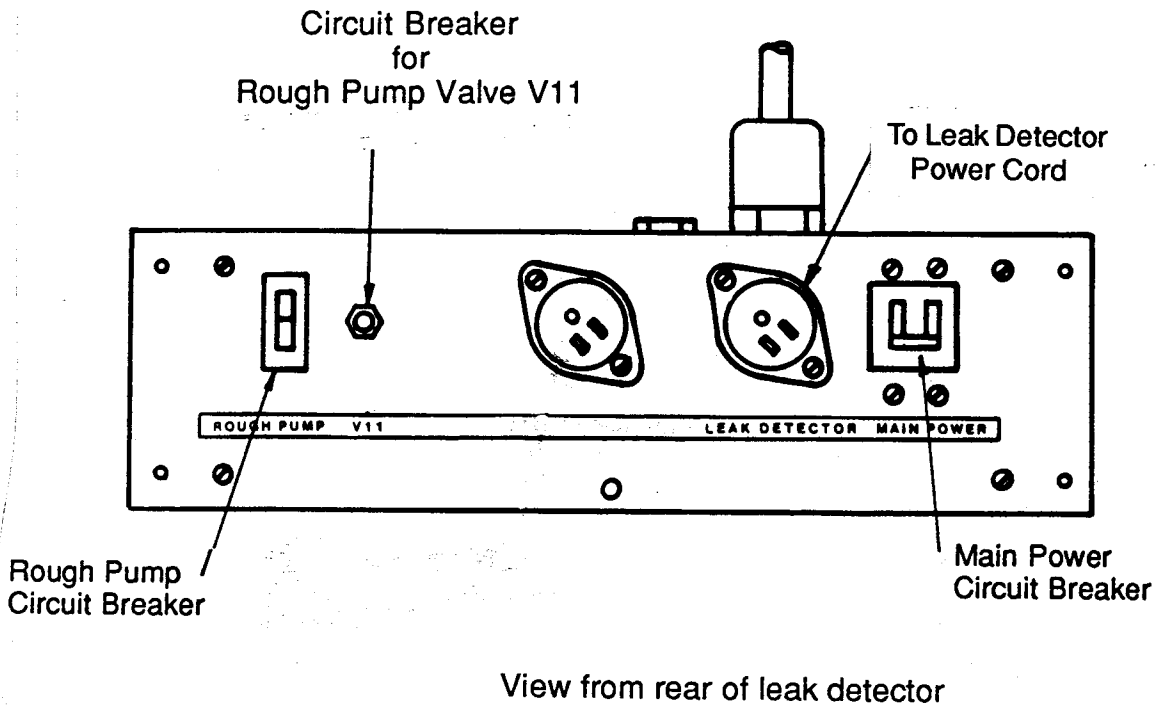 Circuit Breaker
for
Rough Pump Valve V11
To Leak Detector
Power Cord
ROUGH PUMP V11 LEAK DETECTOR MAIN POWER
Rough Pump
Circuit Breaker
Main Power
Circuit Breaker
View from rear of leak detector